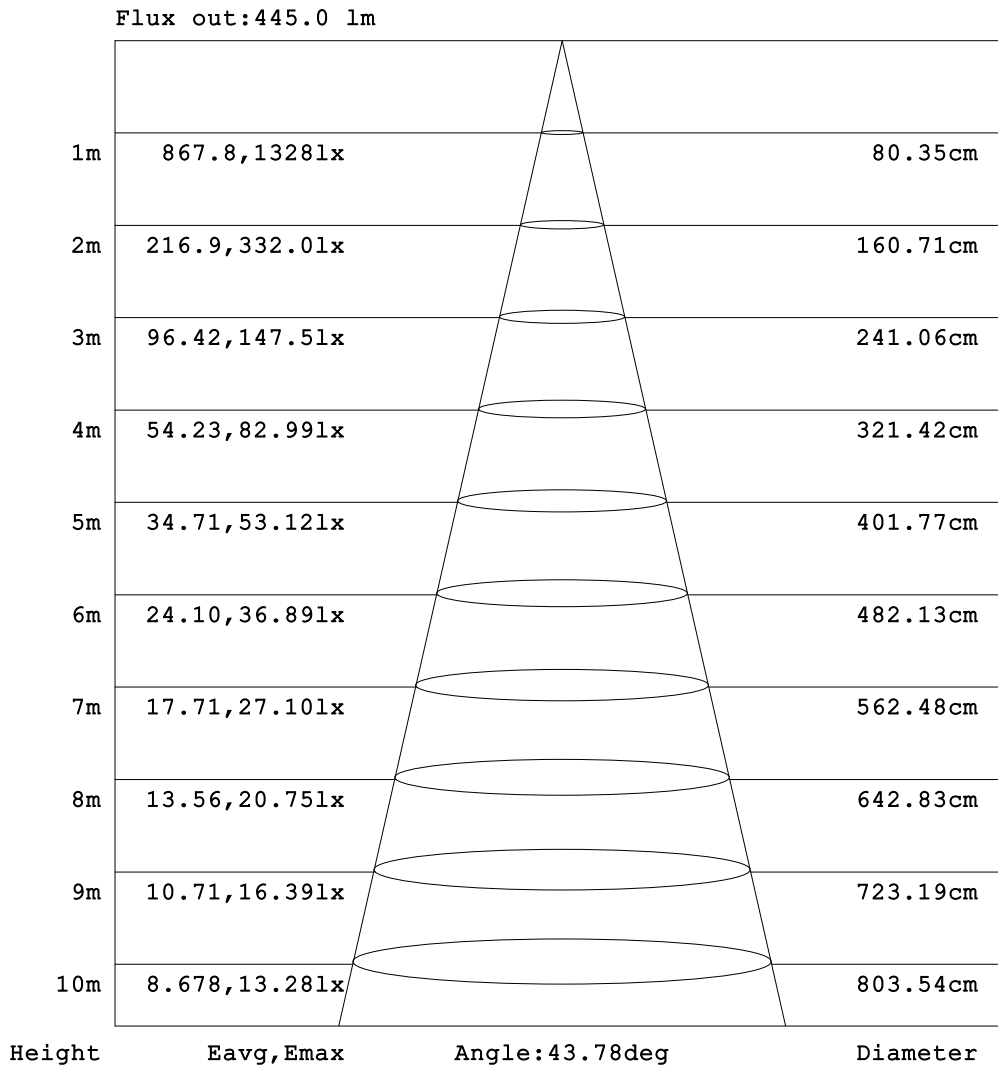 Flux out:445.0 lm
1m 867.8,1328lx 80.35cm
2m 216.9,332.0lx 160.71cm
3m 96.42,147.5lx 241.06cm
4m 54.23,82.99lx 321.42cm
5m 34.71,53.12lx 401.77cm
6m 24.10,36.89lx 482.13cm
7m 17.71,27.10lx 562.48cm
8m 13.56,20.75lx 642.83cm
9m 10.71,16.39lx 723.19cm
10m 8.678,13.28lx 803.54cm
Height Eavg,Emax Angle:43.78deg Diameter